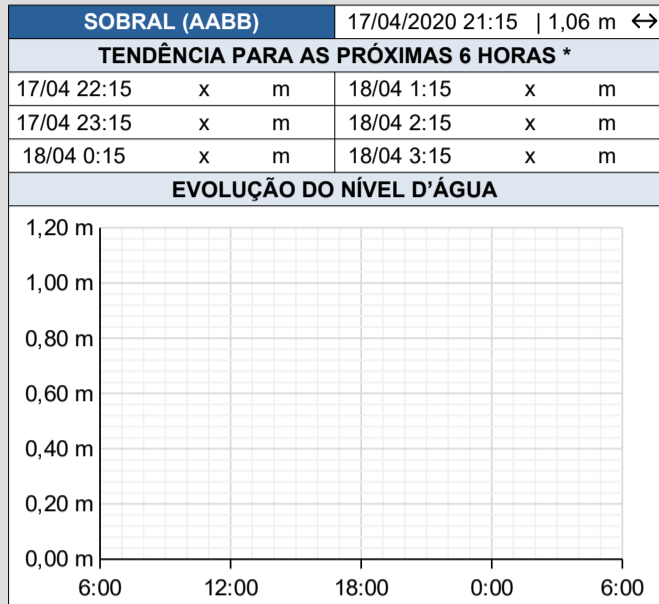 SOBRAL (AABB) 17/04/2020 21:15 | 1,06 m ↔
TENDÊNCIA PARA AS PRÓXIMAS 6 HORAS *
17/04 22:15 x m 18/04 1:15 x m
17/04 23:15 x m 18/04 2:15 x m
18/04 0:15 x m 18/04 3:15 x m
EVOLUÇÃO DO NÍVEL D’ÁGUA
1,20 m
1,00 m
0,80 m
0,60 m
0,40 m
0,20 m
0,00 m
6:00 12:00 18:00 0:00 6:00